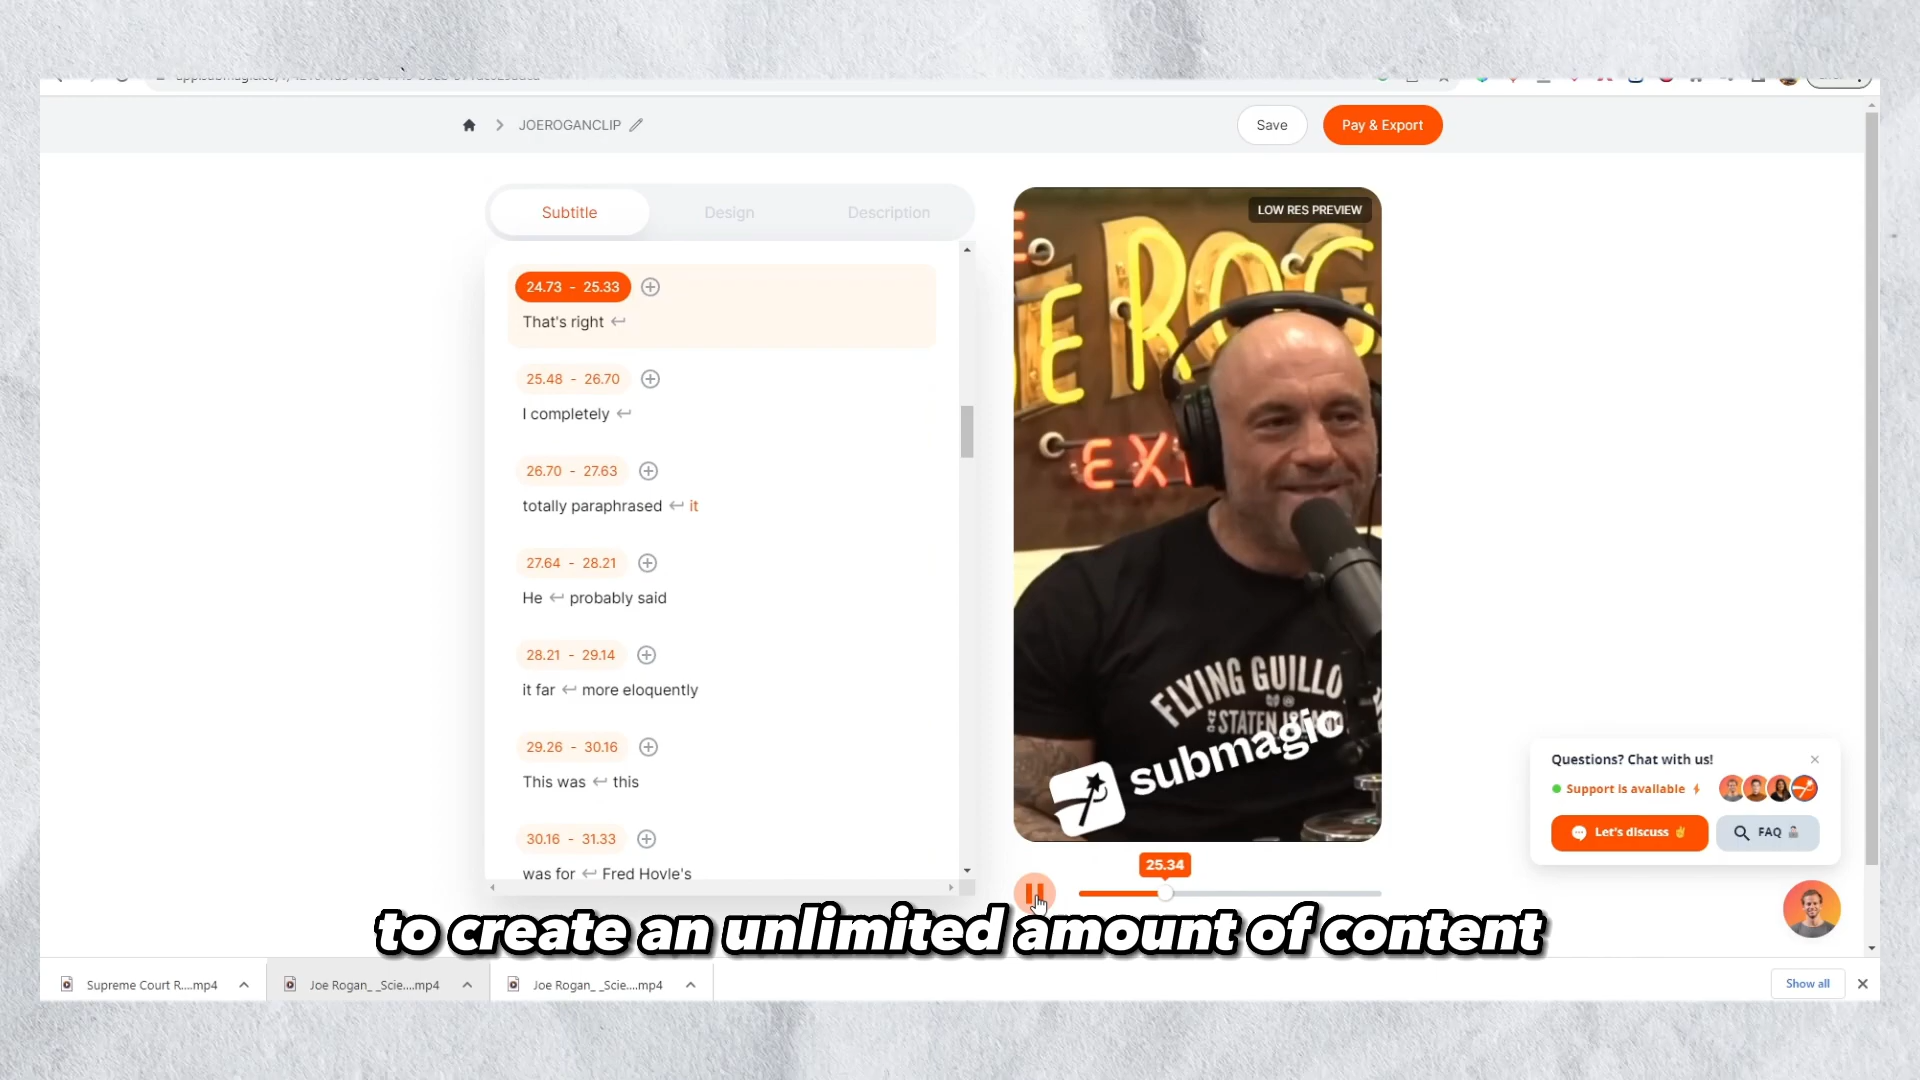 JOEROGANCLIP
Save
Pay & Export
Subtitle
Design
Description
24.73 - 25.33
That's right
25.48 - 26.70
I completely
26.70 - 27.63
totally paraphrased it
27.64 - 28.21
He probably said
28.21 - 29.14
it far more eloquently
29.26 - 30.16
This was this
30.16 - 31.33
was for Fred Hoyle's
LOW RES PREVIEW
ROG
EX
FLYING GUILLO
STATEN
submagic
25.34
Questions? Chat with us!
Support is available
Let's discuss
FAQ
to create an unlimited amount of content
Supreme Court R....mp4
Joe Rogan_ _Scie....mp4
Joe Rogan_ _Scie....mp4
Show all